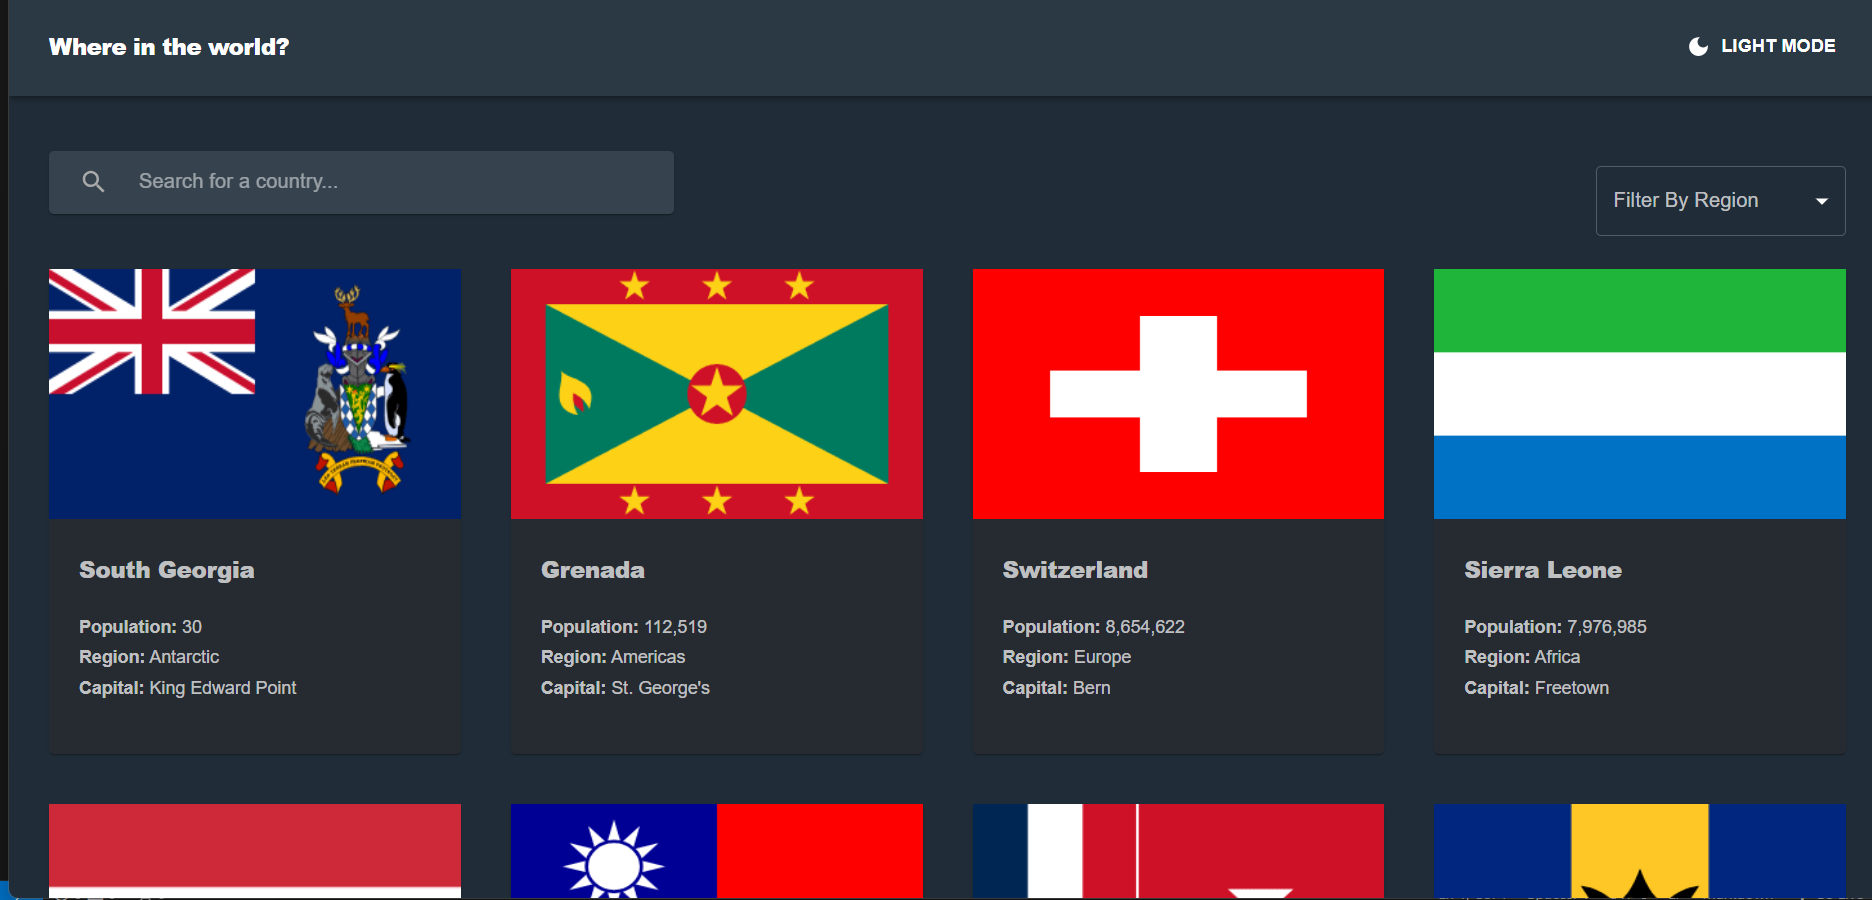 Where in the world?
LIGHT MODE
Search for a country...
Filter By Region
South Georgia
Population: 30
Region: Antarctic
Capital: King Edward Point
Grenada
Population: 112,519
Region: Americas
Capital: St. George's
Switzerland
Population: 8,654,622
Region: Europe
Capital: Bern
Sierra Leone
Population: 7,976,985
Region: Africa
Capital: Freetown